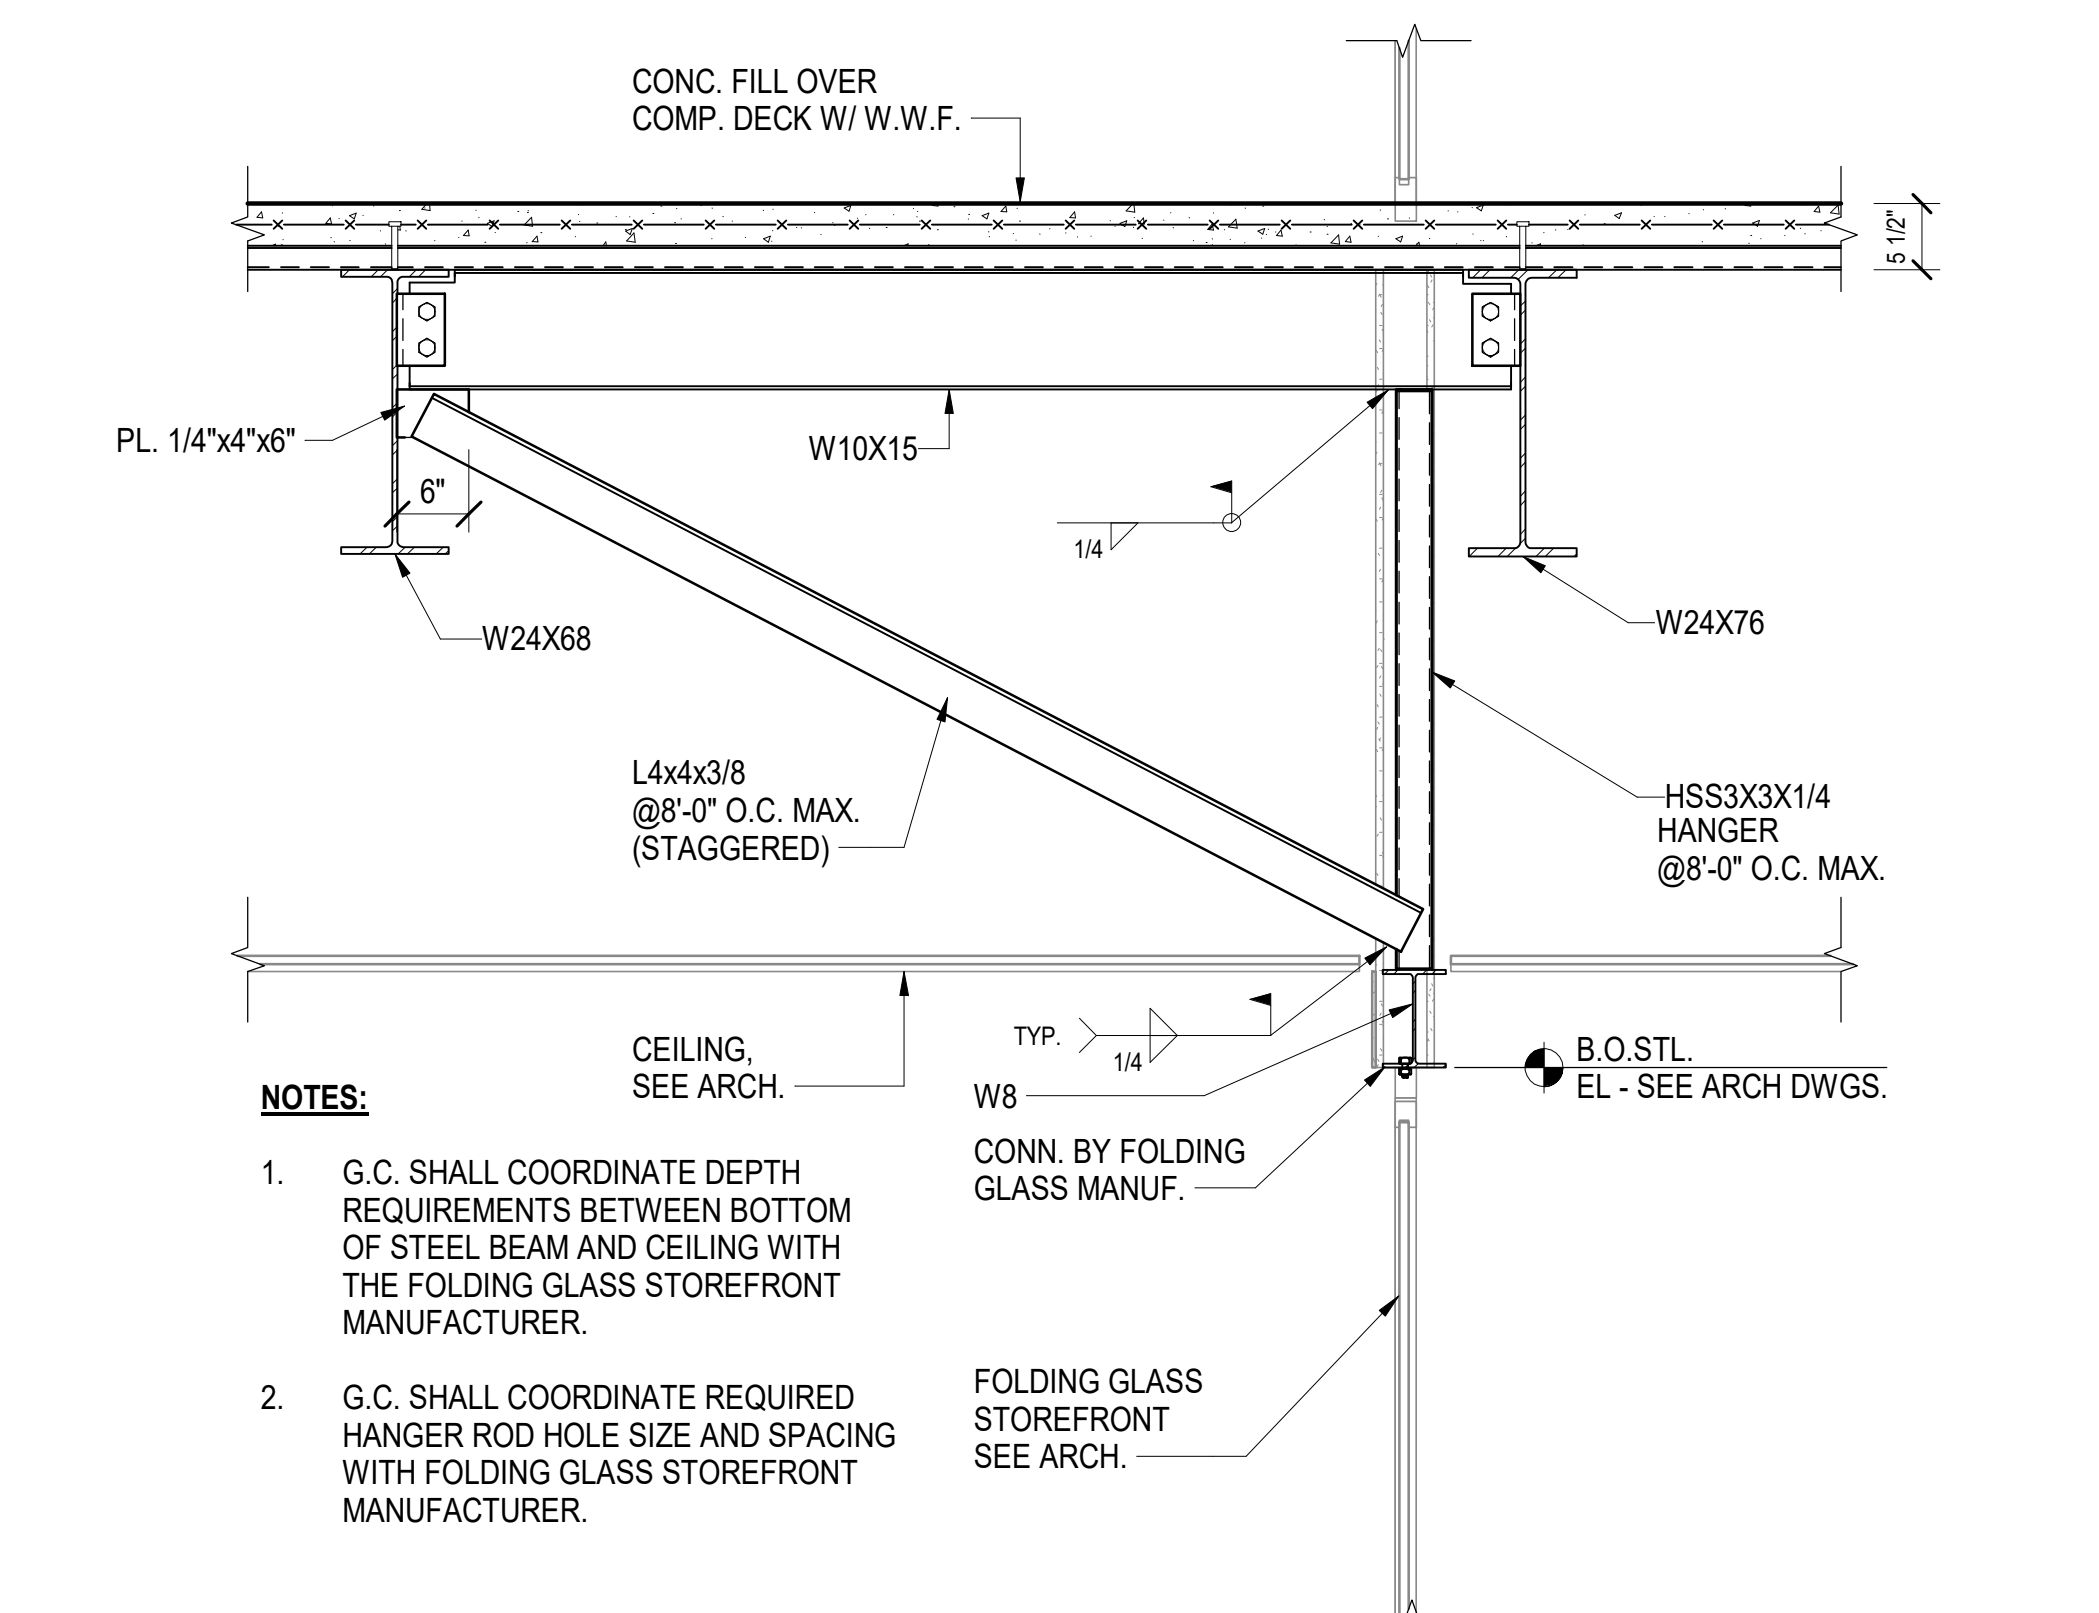 CONC. FILL OVER
COMP. DECK W/ W.W.F.
5 1/2"
PL. 1/4"x4"x6"
W10X15
6"
1/4
W24X68
W24X76
L4x4x3/8
@8'-0" O.C. MAX.
(STAGGERED)
HSS3X3X1/4
HANGER
@8'-0" O.C. MAX.
CEILING,
SEE ARCH.
TYP.
1/4
W8
B.O.STL.
EL - SEE ARCH DWGS.
CONN. BY FOLDING
GLASS MANUF.
FOLDING GLASS
STOREFRONT
SEE ARCH.
NOTES:
1. G.C. SHALL COORDINATE DEPTH
REQUIREMENTS BETWEEN BOTTOM
OF STEEL BEAM AND CEILING WITH
THE FOLDING GLASS STOREFRONT
MANUFACTURER.
2. G.C. SHALL COORDINATE REQUIRED
HANGER ROD HOLE SIZE AND SPACING
WITH FOLDING GLASS STOREFRONT
MANUFACTURER.